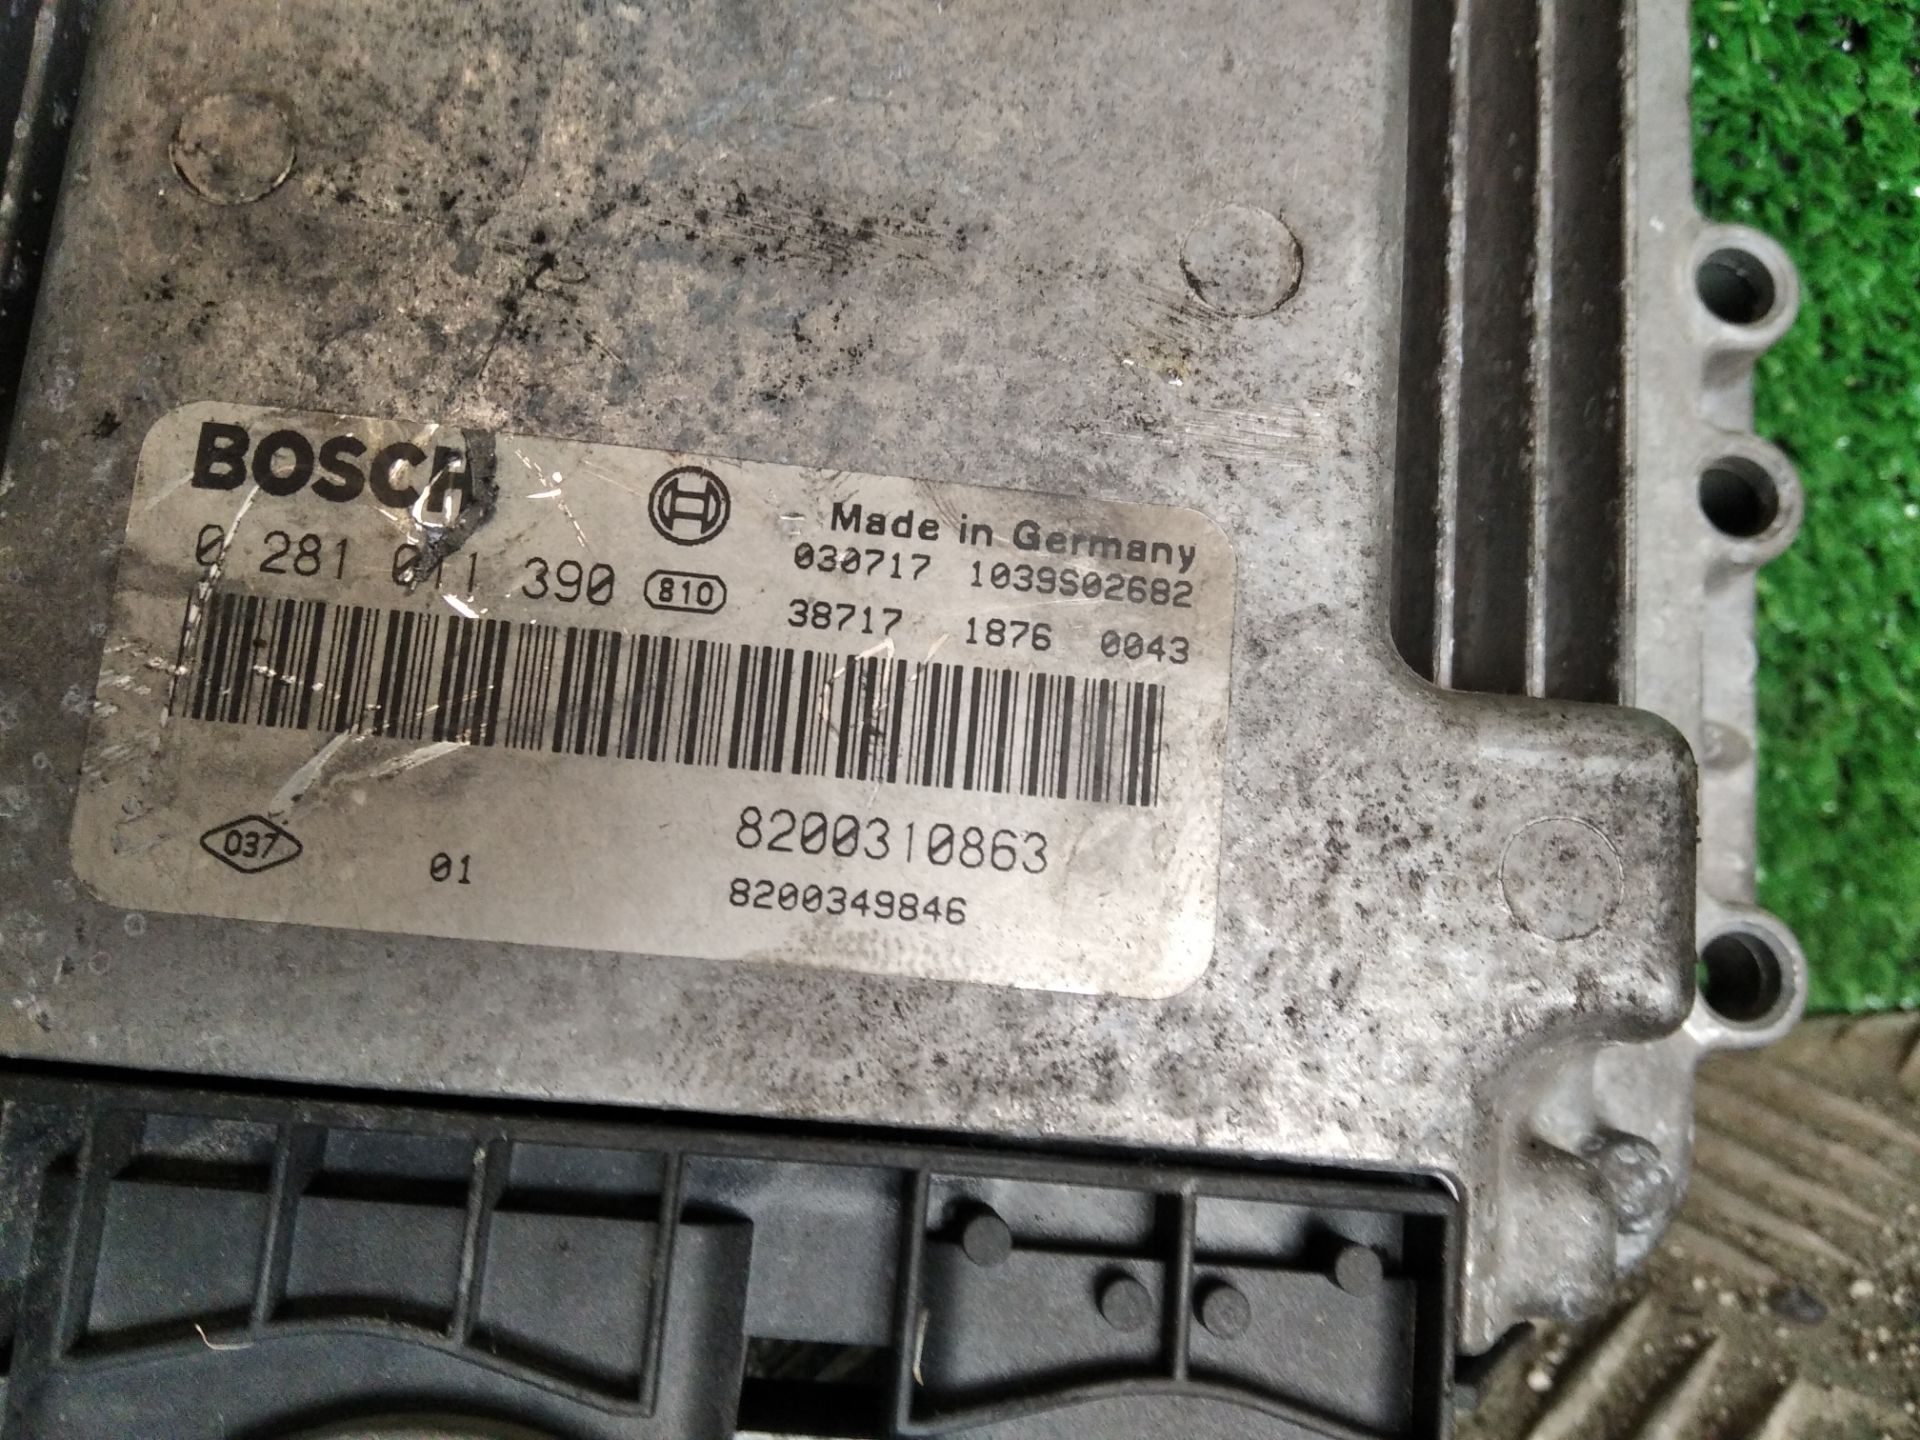 BOSCH
Made in Germany
0 281 011 390 810
030717 1039S02682
38717 1876 0043
037
01
8200310863
8200349846